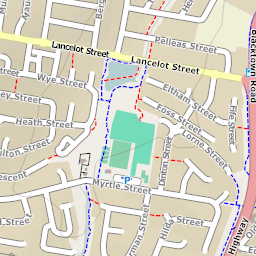 Pelleas Street
Lancelot Street
Lancelot Street
Blacktown Road
Wye Street
Eltham Street
Foss Street
Fife Street
Heath Street
Lorne Street
Dinton Street
P
Myrtle Street
Hilda
Highway